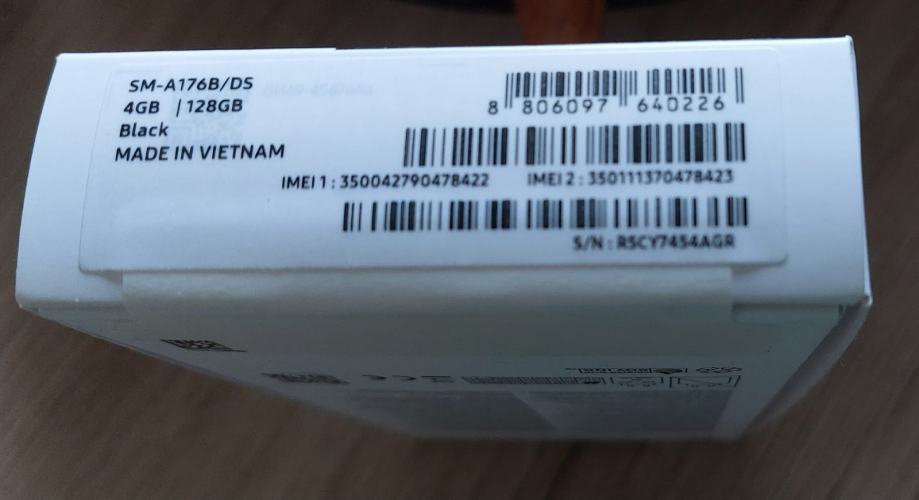 SM-A176B/DS
4GB | 128GB
Black
MADE IN VIETNAM
8 806097 640226
IMEI 1 : 350042790478422 IMEI 2 : 350111370478423
S/N : R5CY7454AGR